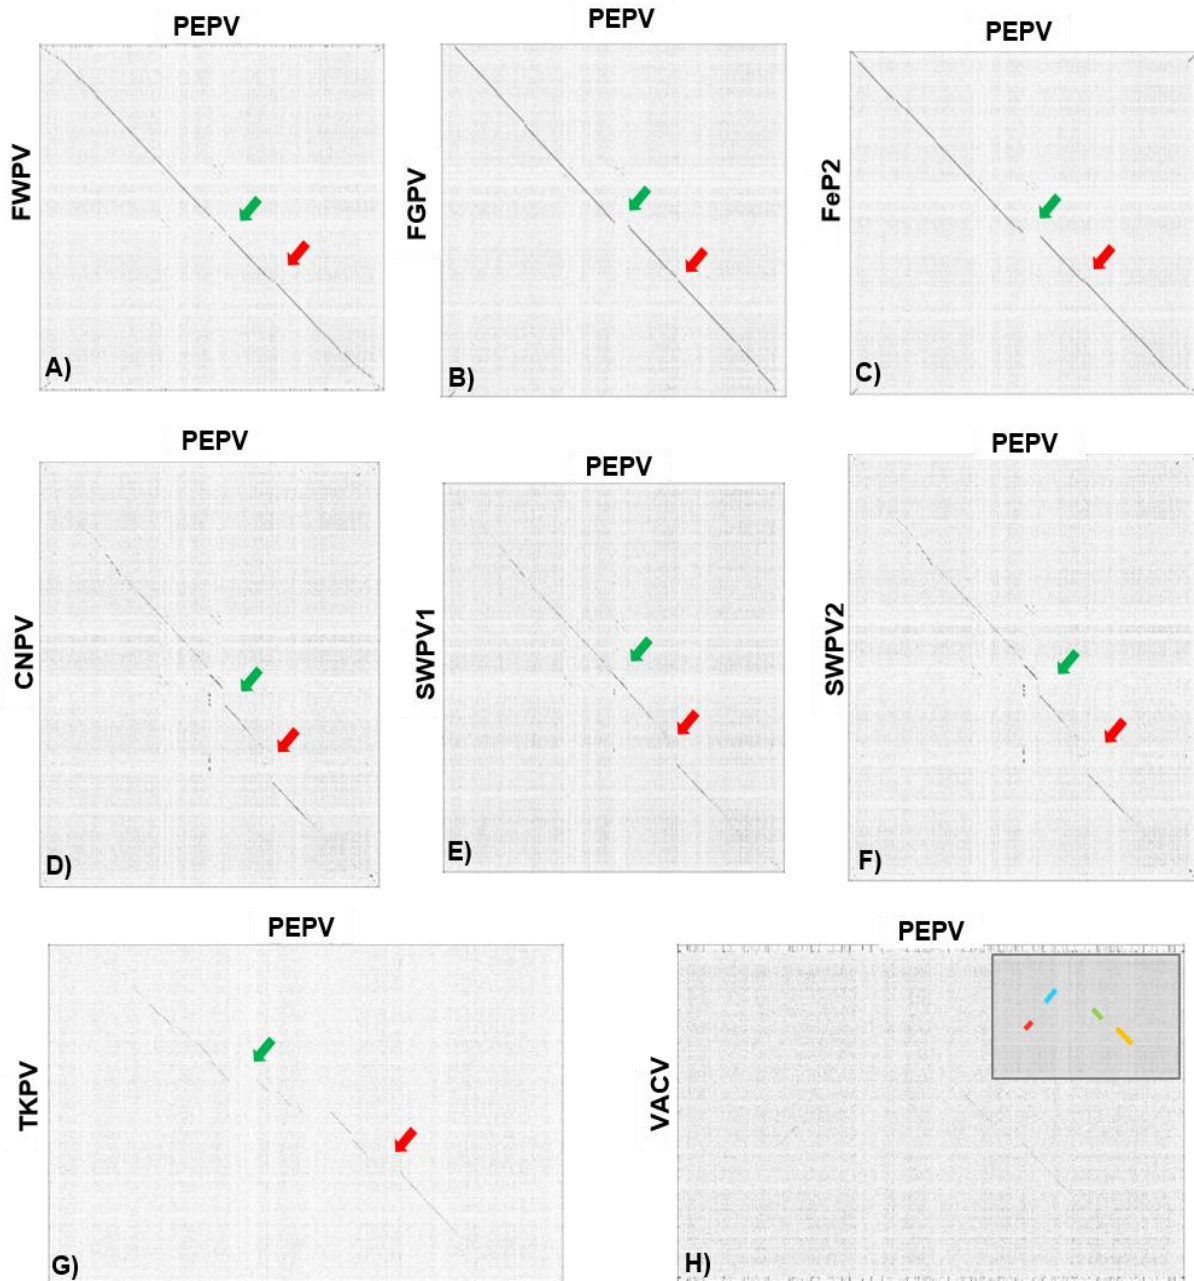 PEPV
PEPV
PEPV
FWPV
FGPV
FeP2
A)
B)
C)
PEPV
PEPV
PEPV
CNPV
SWPV1
SWPV2
D)
E)
F)
PEPV
PEPV
TKPV
VACV
G)
H)